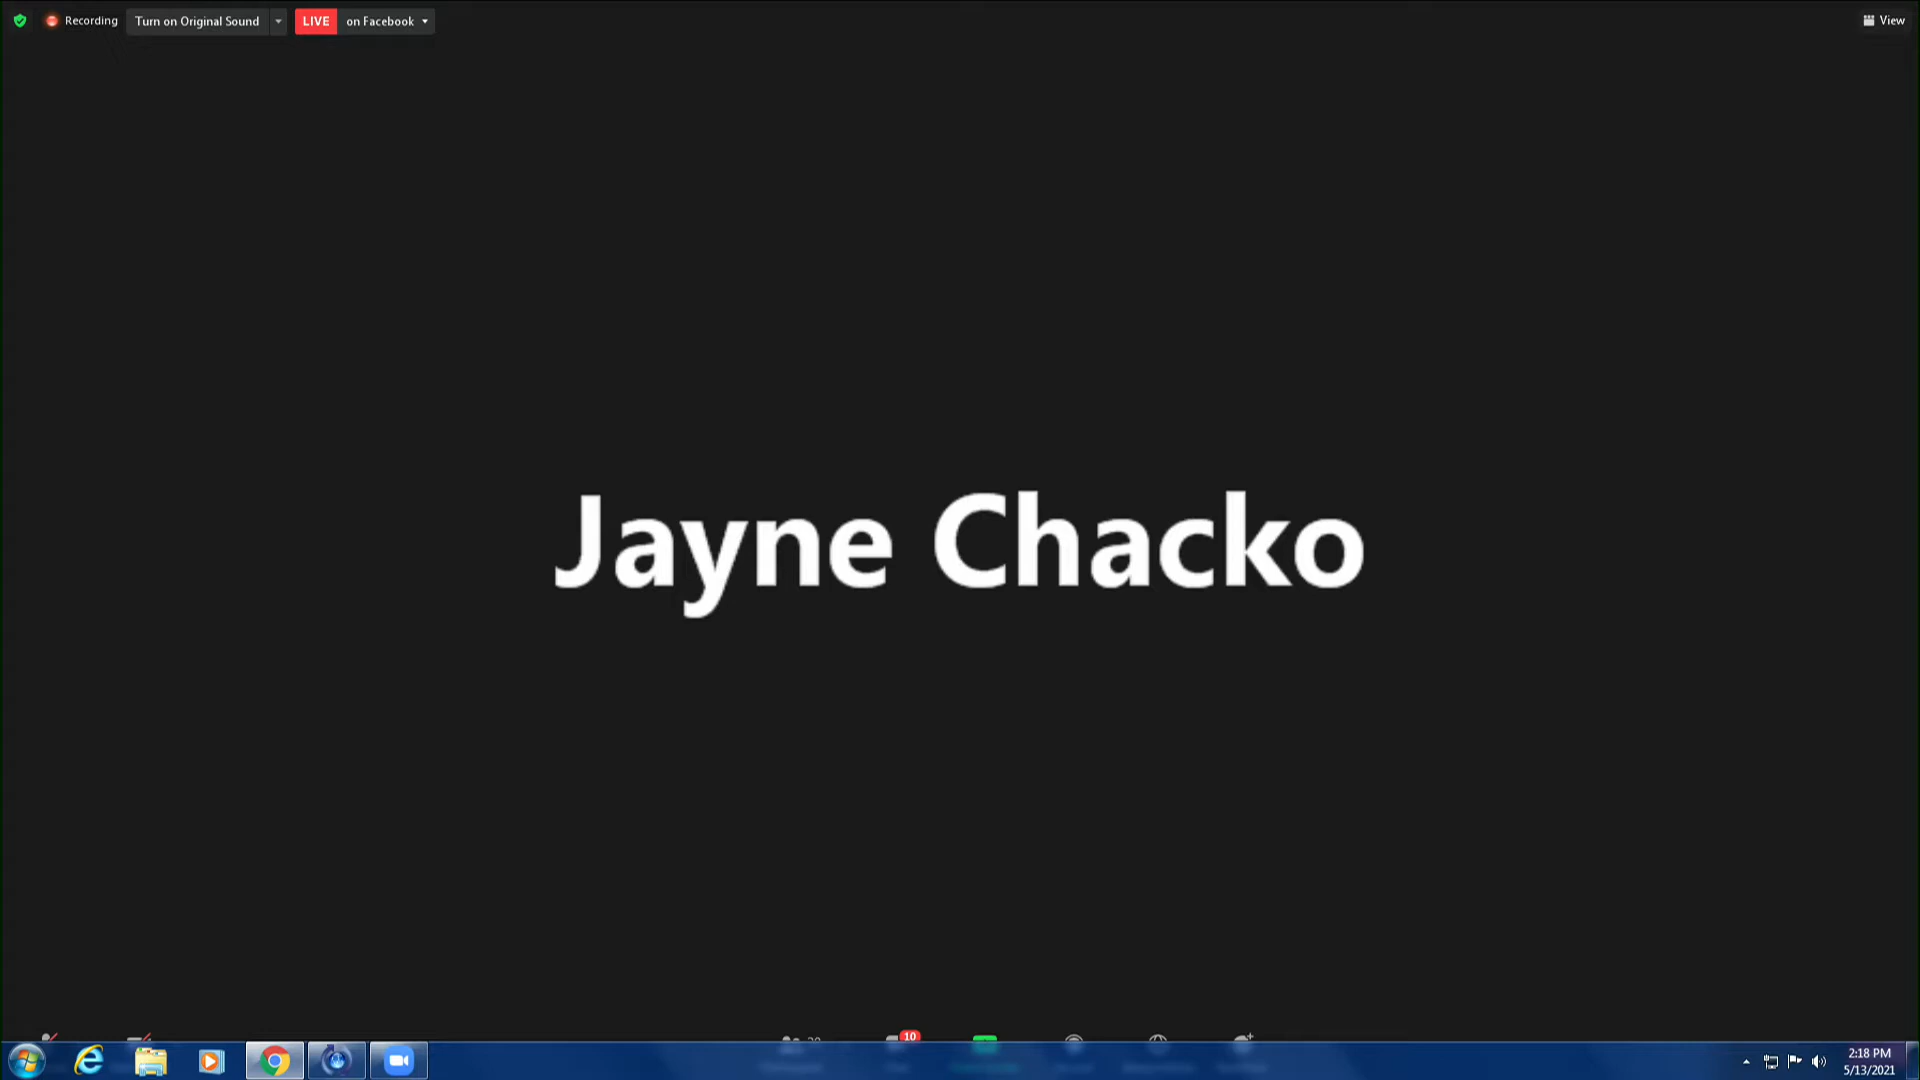 Recording Turn on Original Sound LIVE on Facebook View
Jayne Chacko
10
2:18 PM
5/13/2021